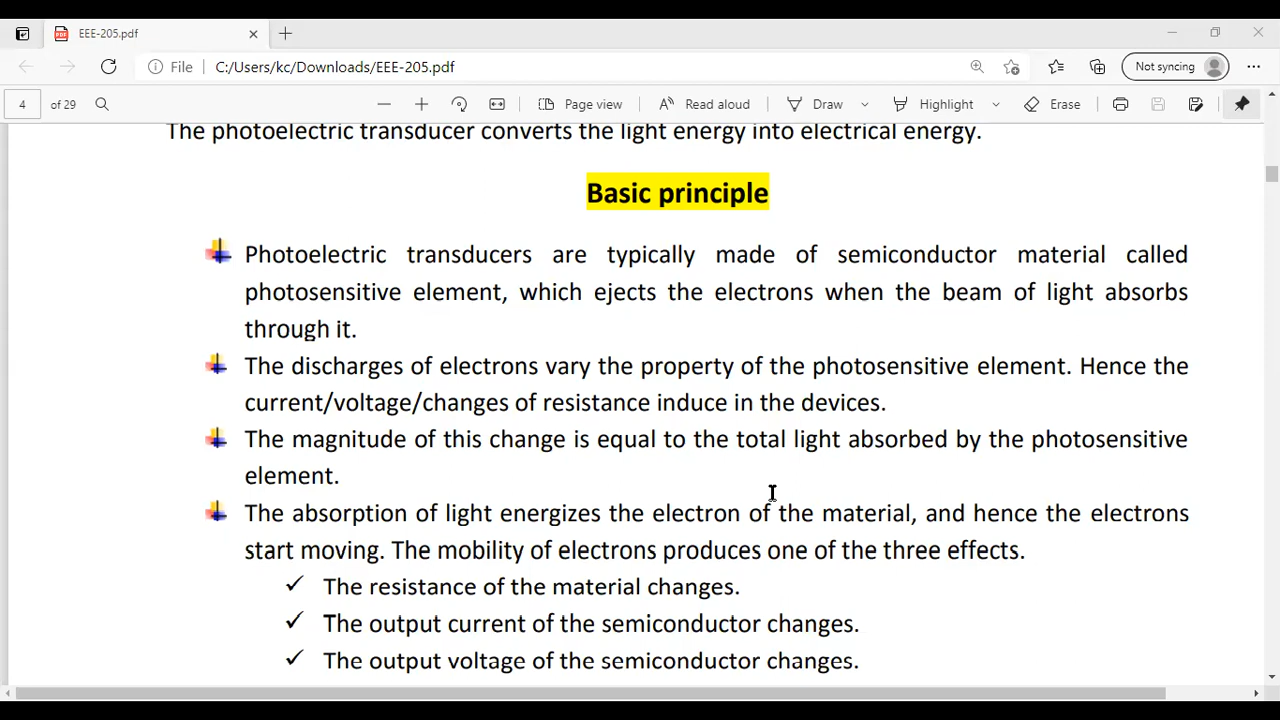 EEE-205.pdf
File C:/Users/kc/Downloads/EEE-205.pdf Not syncing
4 of 29 Page view Read aloud Draw Highlight Erase
The photoelectric transducer converts the light energy into electrical energy.
Basic principle
Photoelectric transducers are typically made of semiconductor material called
photosensitive element, which ejects the electrons when the beam of light absorbs
through it.
The discharges of electrons vary the property of the photosensitive element. Hence the
current/voltage/changes of resistance induce in the devices.
The magnitude of this change is equal to the total light absorbed by the photosensitive
element.
The absorption of light energizes the electron of the material, and hence the electrons
start moving. The mobility of electrons produces one of the three effects.
The resistance of the material changes.
The output current of the semiconductor changes.
The output voltage of the semiconductor changes.